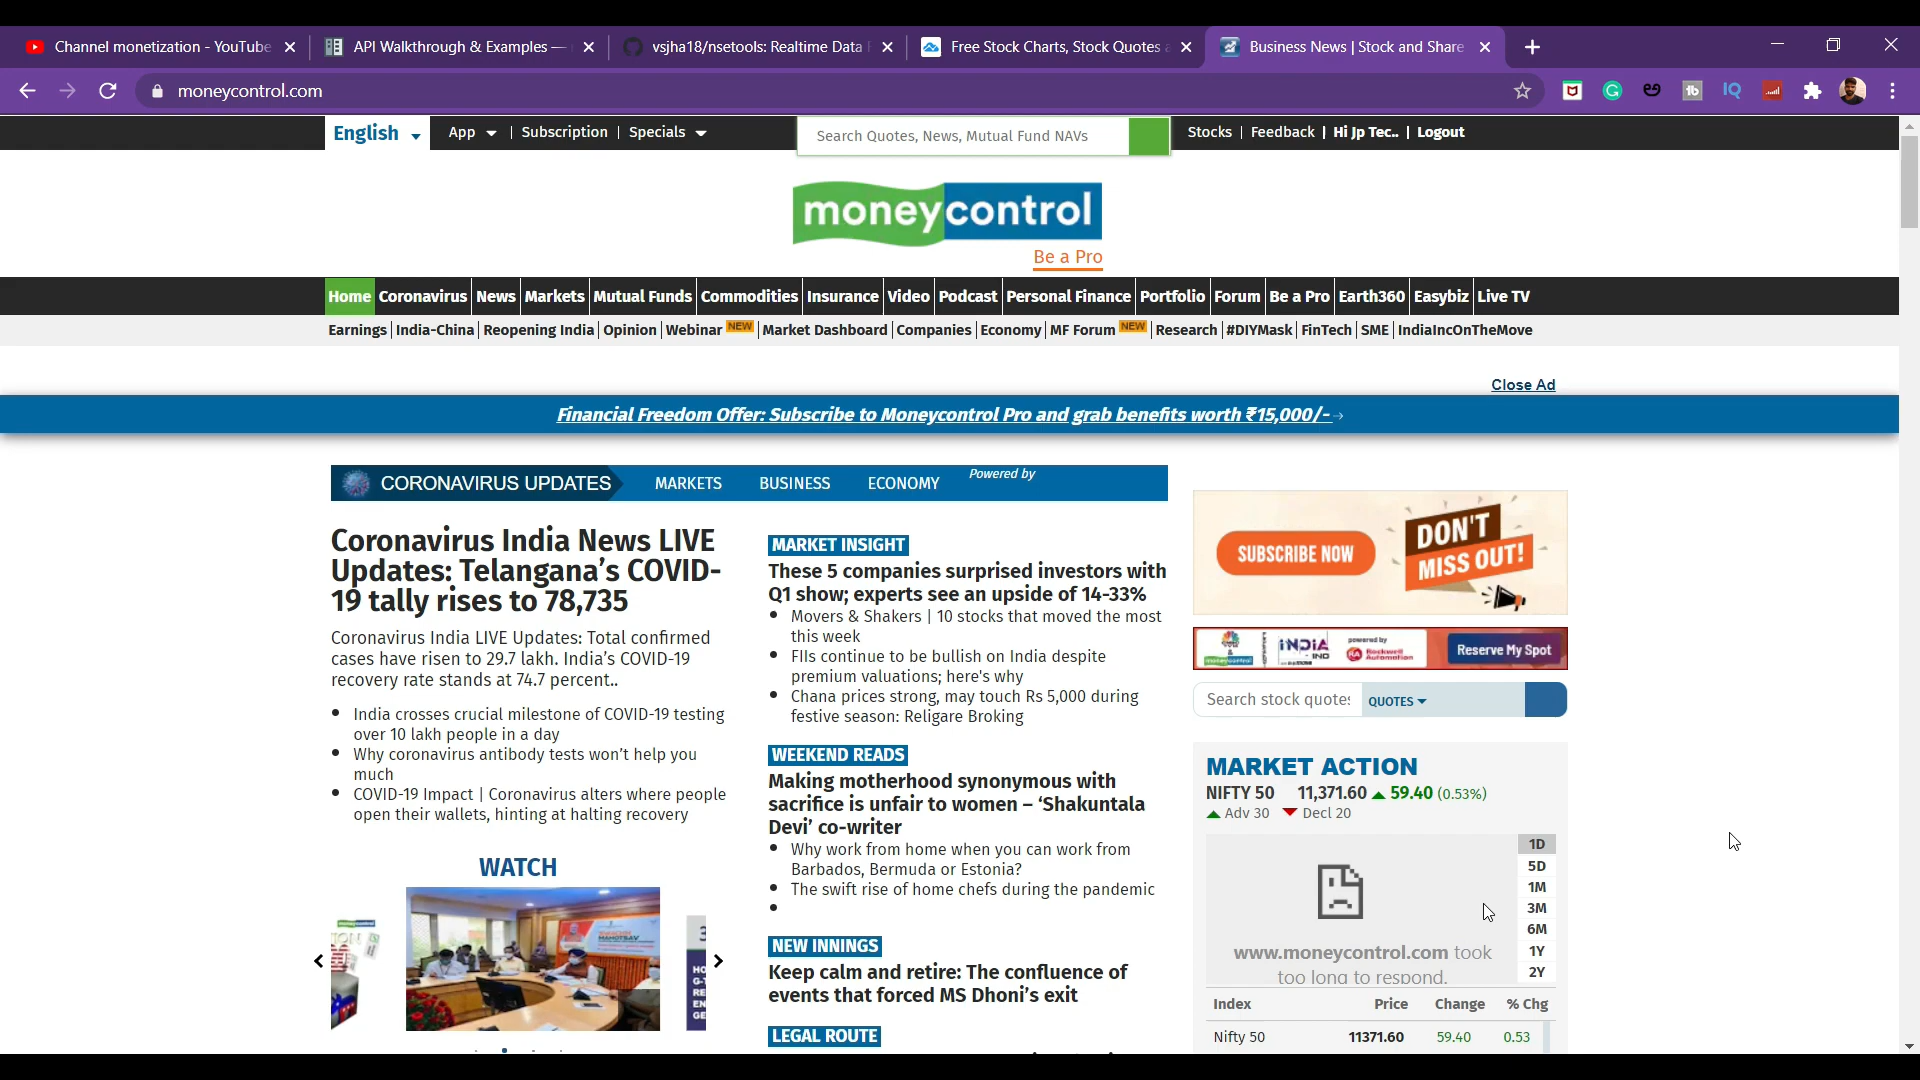 Channel monetization - YouTube
API Walkthrough & Examples —
vsjha18/nsetools: Realtime Data
Free Stock Charts, Stock Quotes
Business News | Stock and Share
moneycontrol.com
English
App
Subscription
Specials
Search Quotes, News, Mutual Fund NAVs
Stocks | Feedback | Hi Jp Tec.. | Logout
moneycontrol
Be a Pro
Home Coronavirus News Markets Mutual Funds Commodities Insurance Video Podcast Personal Finance Portfolio Forum Be a Pro Earth360 Easybiz Live TV
Earnings India-China Reopening India Opinion Webinar NEW Market Dashboard Companies Economy MF Forum NEW Research #DIYMask FinTech SME IndiaIncOnTheMove
Close Ad
Financial Freedom Offer: Subscribe to Moneycontrol Pro and grab benefits worth ₹15,000/- →
CORONAVIRUS UPDATES MARKETS BUSINESS ECONOMY Powered by
Coronavirus India News LIVE
Updates: Telangana’s COVID-
19 tally rises to 78,735
Coronavirus India LIVE Updates: Total confirmed
cases have risen to 29.7 lakh. India’s COVID-19
recovery rate stands at 74.7 percent..
India crosses crucial milestone of COVID-19 testing
over 10 lakh people in a day
Why coronavirus antibody tests won’t help you
much
COVID-19 Impact | Coronavirus alters where people
open their wallets, hinting at halting recovery
WATCH
MARKET INSIGHT
These 5 companies surprised investors with
Q1 show; experts see an upside of 14-33%
Movers & Shakers | 10 stocks that moved the most
this week
FIIs continue to be bullish on India despite
premium valuations; here's why
Chana prices strong, may touch Rs 5,000 during
festive season: Religare Broking
WEEKEND READS
Making motherhood synonymous with
sacrifice is unfair to women – ‘Shakuntala
Devi’ co-writer
Why work from home when you can work from
Barbados, Bermuda or Estonia?
The swift rise of home chefs during the pandemic
NEW INNINGS
Keep calm and retire: The confluence of
events that forced MS Dhoni’s exit
LEGAL ROUTE
SUBSCRIBE NOW
DON'T
MISS OUT!
moneycontrol
INDIA
powered by
Rockwell
Automation
Reserve My Spot
Search stock quotes
QUOTES
MARKET ACTION
NIFTY 50 11,371.60 59.40 (0.53%)
Adv 30 Decl 20
www.moneycontrol.com took
too long to respond.
1D
5D
1M
3M
6M
1Y
2Y
Index Price Change % Chg
Nifty 50 11371.60 59.40 0.53